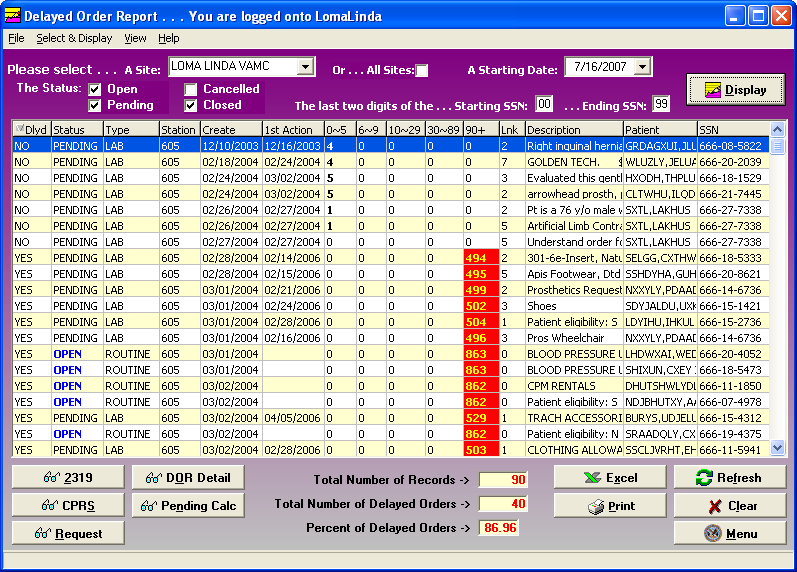 Delayed Order Report . . . You are logged onto LomaLinda
File Select & Display View Help
Please select . . . A Site: LOMA LINDA VAMC Or . . . All Sites: A Starting Date: 7/16/2007
The Status: Open Cancelled
Display
Pending Closed The last two digits of the . . . Starting SSN: 00 . . . Ending SSN: 99
Dlyd Status Type Station Create 1st Action 0~5 6~9 10~29 30~89 90+ Lnk Description Patient SSN
NO PENDING LAB 605 12/10/2003 12/16/2003 4 0 0 0 0 2 Right inguinal hernia GRDAGXUI,JLU 666-08-5822
NO PENDING LAB 605 02/18/2004 02/24/2004 4 0 0 0 0 7 GOLDEN TECH. $ WLUZLY,JELUA 666-20-2039
NO PENDING LAB 605 02/24/2004 03/02/2004 5 0 0 0 0 3 Evaluated this gentl HXODH,THPLU 666-18-1529
NO PENDING LAB 605 02/24/2004 03/02/2004 5 0 0 0 0 2 arrowhead prosth, p CLTWHU,ILQD 666-21-7445
NO PENDING LAB 605 02/26/2004 02/27/2004 1 0 0 0 0 2 Pt is a 76 y/o male w SXTL,LAKHUS 666-27-7338
NO PENDING LAB 605 02/26/2004 02/27/2004 1 0 0 0 0 5 Artificial Limb Contra SXTL,LAKHUS 666-27-7338
NO PENDING LAB 605 02/27/2004 02/27/2004 0 0 0 0 0 5 Understand order fo SXTL,LAKHUS 666-27-7338
YES PENDING LAB 605 02/28/2004 02/14/2006 0 0 0 0 494 2 301-6e-Insert, Natu SELGG,CXTHW 666-18-5333
YES PENDING LAB 605 02/28/2004 02/15/2006 0 0 0 0 495 5 Apis Footwear, Dtd SSHDYHA,GUH 666-20-8621
YES PENDING LAB 605 03/01/2004 02/21/2006 0 0 0 0 499 2 Prosthetics Request NXXYLY,PDAAD 666-14-6736
YES PENDING LAB 605 03/01/2004 02/24/2006 0 0 0 0 502 3 Shoes SDYJALDU,UXK 666-15-1421
YES PENDING LAB 605 03/01/2004 02/28/2006 0 0 0 0 504 1 Patient eligibility: S LDYIHU,IHKUL 666-15-2736
YES PENDING LAB 605 03/01/2004 02/16/2006 0 0 0 0 496 3 Pros Wheelchair NXXYLY,PDAAD 666-14-6736
YES OPEN ROUTINE 605 03/01/2004 0 0 0 0 863 0 BLOOD PRESSURE U LHDWXAI,WED 666-20-4052
YES OPEN ROUTINE 605 03/01/2004 0 0 0 0 863 0 BLOOD PRESSURE U SHIXUN,CXEY 666-18-5473
YES OPEN ROUTINE 605 03/02/2004 0 0 0 0 862 0 CPM RENTALS DHUTSHWLYDL 666-11-1850
YES OPEN ROUTINE 605 03/02/2004 0 0 0 0 862 0 Patient eligibility: S NDJBHUTXY,AA 666-07-4978
YES PENDING LAB 605 03/02/2004 04/05/2006 0 0 0 0 529 1 TRACH ACCESSORI BURYS,UDJELU 666-15-4312
YES OPEN ROUTINE 605 03/02/2004 0 0 0 0 862 0 Patient eligibility: N SRAADOLY,CX 666-19-4375
YES PENDING LAB 605 03/02/2004 02/28/2006 0 0 0 0 503 1 CLOTHING ALLOWA SSCLJVRHT,EH 666-11-5941
2319 DOR Detail Total Number of Records -> 90 Excel Refresh
CPRS Pending Calc Total Number of Delayed Orders -> 40 Print Clear
Request Percent of Delayed Orders -> 86.96 Menu